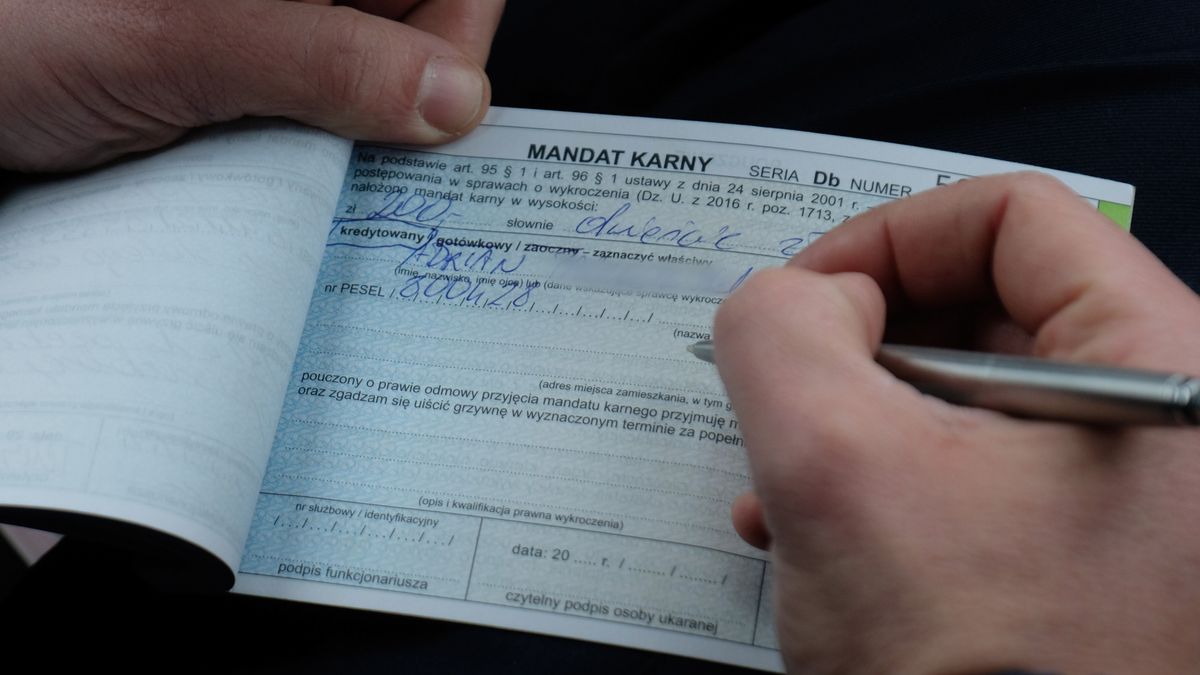 MANDAT KARNY SERIA Db NUMER
Na podstawie art. 95 § 1 i art. 96 § 1 ustawy z dnia 24 sierpnia 2001 r. –
postępowania w sprawach o wykroczenia (Dz. U. z 2016 r. poz. 1713, z
nałożono mandat karny w wysokości:
zł 200,- słownie dwieście zł
kredytowany / gotówkowy / zaoczny – zaznaczyć właściwy
ADRIAN
(imię, nazwisko, imię ojca) lub (dane wskazujące sprawcę wykrocze
nr PESEL / 800428 .../.../.../.../
(nazwa
(adres miejsca zamieszkania, w tym g
pouczony o prawie odmowy przyjęcia mandatu karnego przyjmuję m
oraz zgadzam się uiścić grzywnę w wyznaczonym terminie za popełn
(opis i kwalifikacja prawna wykroczenia)
nr służbowy / identyfikacyjny
/.../.../.../.../.../.../
podpis funkcjonariusza
data: 20 ..... r. / ....... / ....... /
czytelny podpis osoby ukaranej